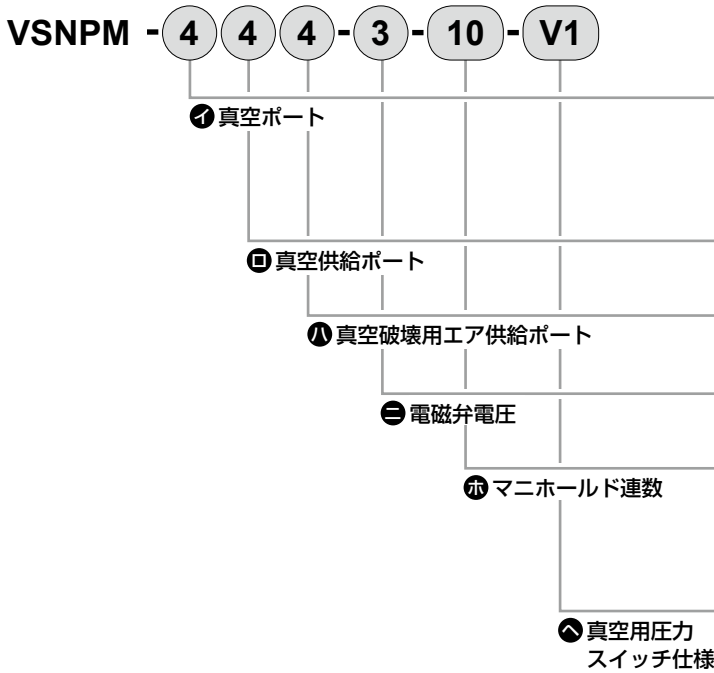 VSNPM - 4 4 4 - 3 - 10 - V1
イ 真空ポート
ロ 真空供給ポート
ハ 真空破壊用エア供給ポート
ニ 電磁弁電圧
ホ マニホールド連数
ヘ 真空用圧力
スイッチ仕様